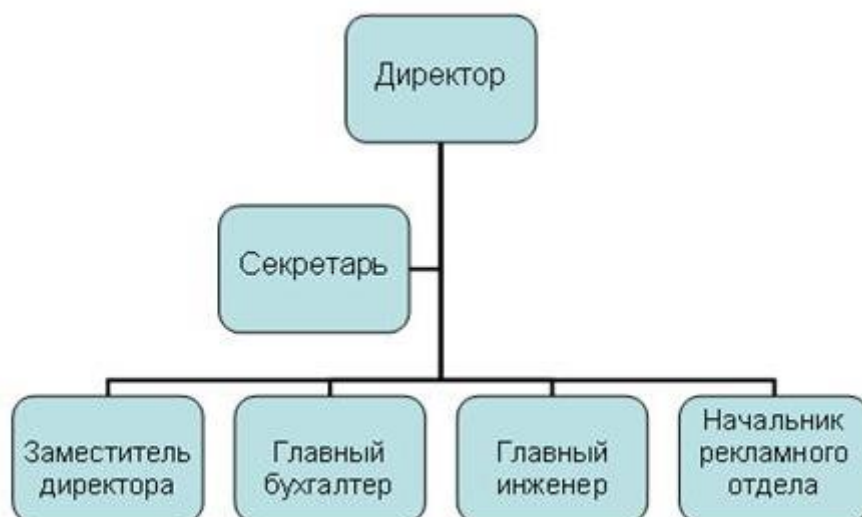 Директор
Секретарь
Заместитель
директора
Главный
бухгалтер
Главный
инженер
Начальник
рекламного
отдела